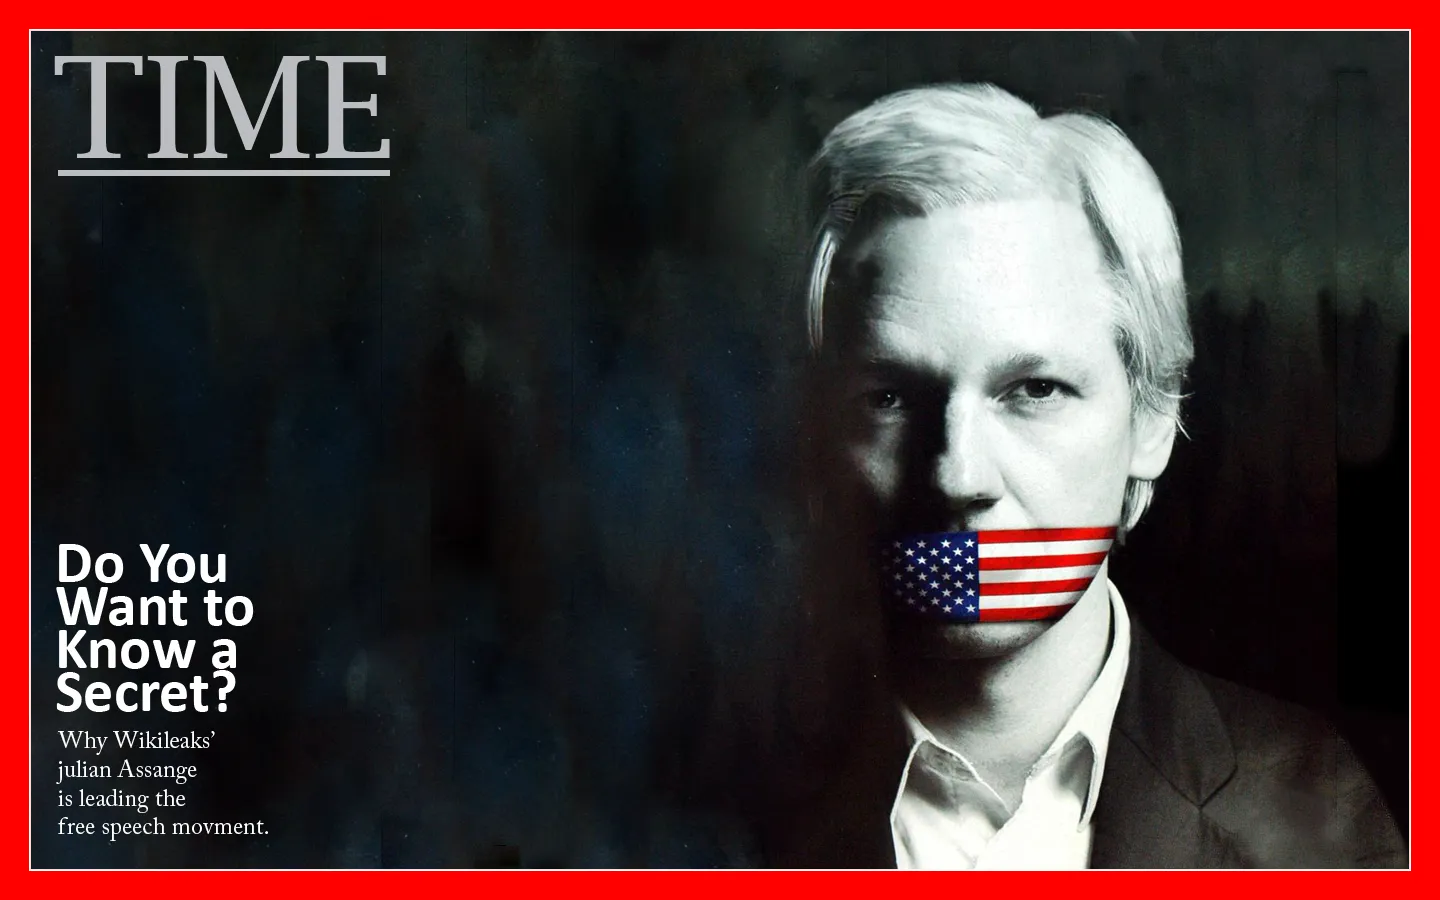 TIME
Do You
Want to
Know a
Secret?
Why Wikileaks’
julian Assange
is leading the
free speech movment.